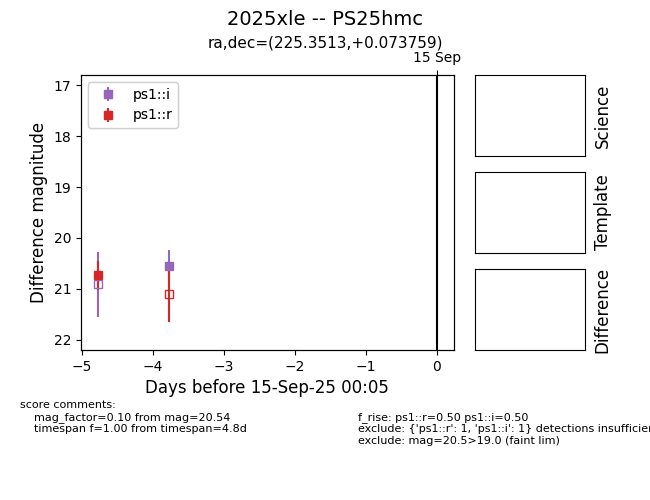 2025xle -- PS25hmc
ra,dec=(225.3513,+0.073759)
15 Sep
ps1::i
ps1::r
17
18
19
20
21
22
Difference magnitude
−5
−4
−3
−2
−1
0
Days before 15-Sep-25 00:05
Science
Template
Difference
score comments:
mag_factor=0.10 from mag=20.54
timespan f=1.00 from timespan=4.8d
f_rise: ps1::r=0.50 ps1::i=0.50
exclude: {'ps1::r': 1, 'ps1::i': 1} detections insufficien
exclude: mag=20.5>19.0 (faint lim)